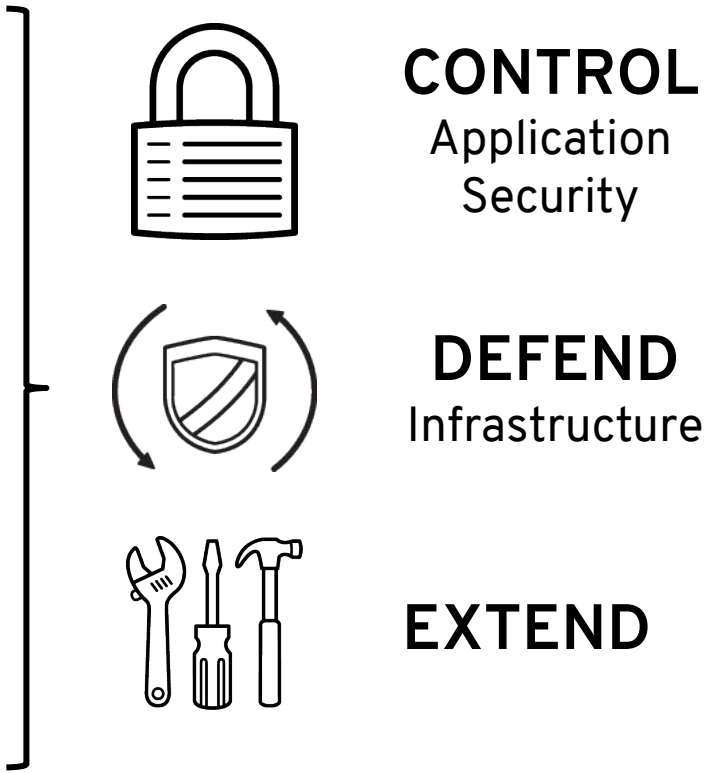 CONTROL
Application
Security
DEFEND
Infrastructure
EXTEND